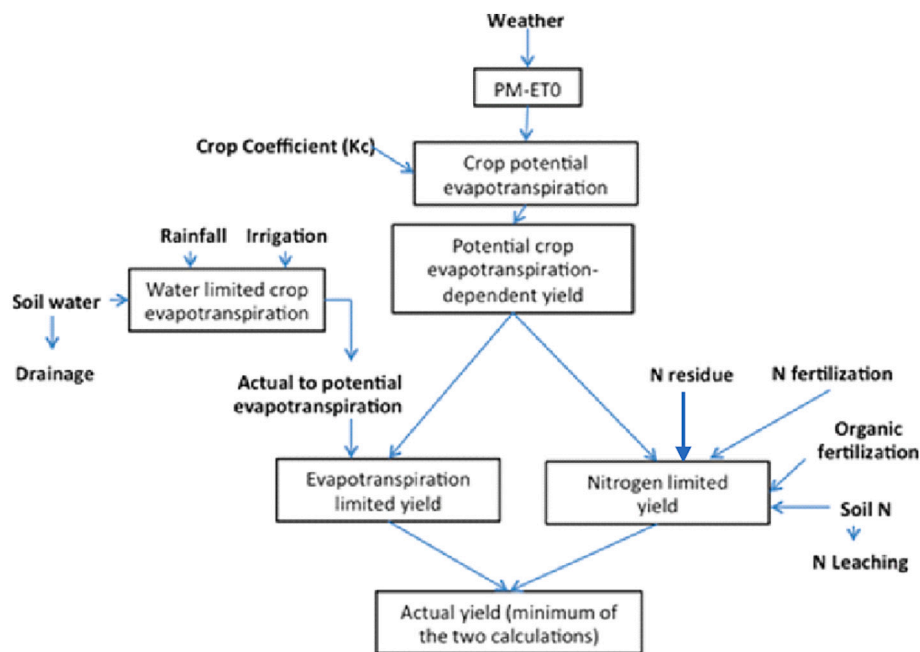 Weather
PM-ET0
Crop Coefficient (Kc)
Crop potential
evapotranspiration
Rainfall
Irrigation
Potential crop
evapotranspiration-
dependent yield
Soil water
Water limited crop
evapotranspiration
Drainage
Actual to potential
evapotranspiration
N residue
N fertilization
Organic
fertilization
Evapotranspiration
limited yield
Nitrogen limited
yield
Soil N
N Leaching
Actual yield (minimum of
the two calculations)